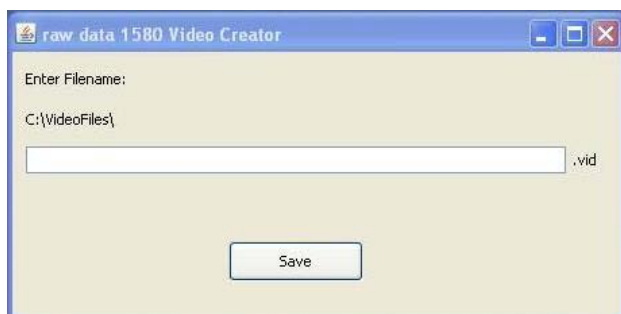 raw data 1580 Video Creator
Enter Filename:
C:\VideoFiles\
.vid
Save